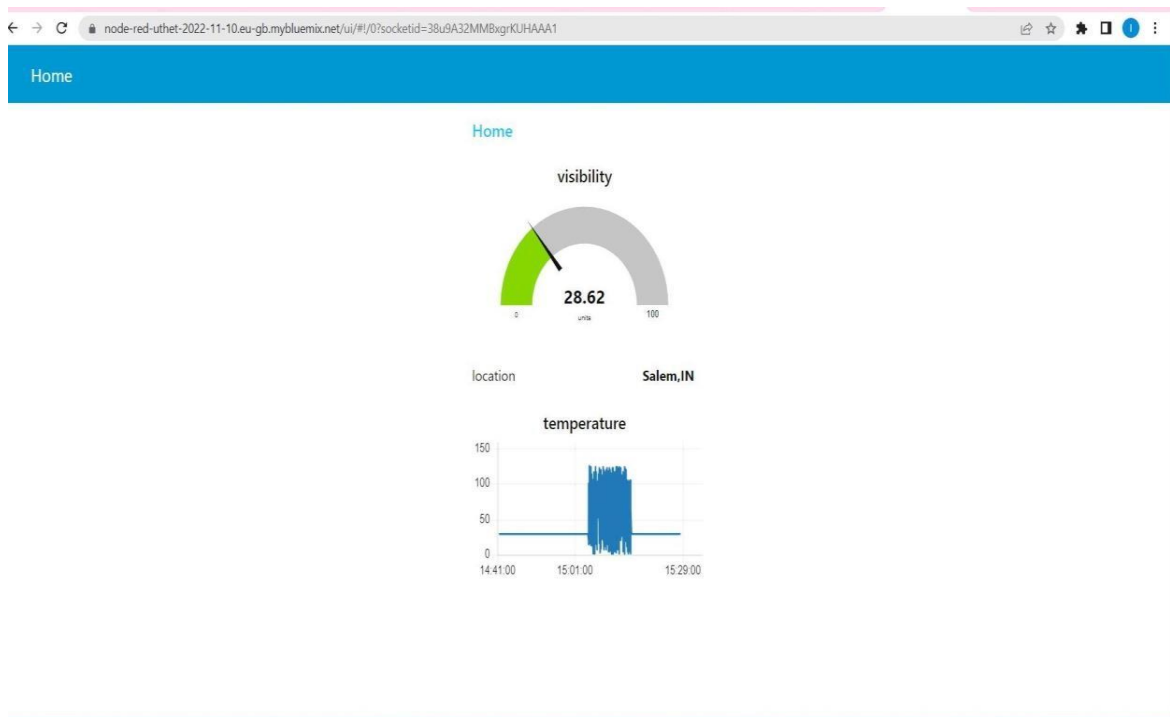 node-red-uthet-2022-11-10.eu-gb.mybluemix.net/ui/#!/0?socketid=38u9A32MMBxgrKUHAAA1
I
Home
Home
visibility
28.62
0 units 100
location Salem,IN
temperature
150
100
50
0
14:41:00 15:01:00 15:29:00